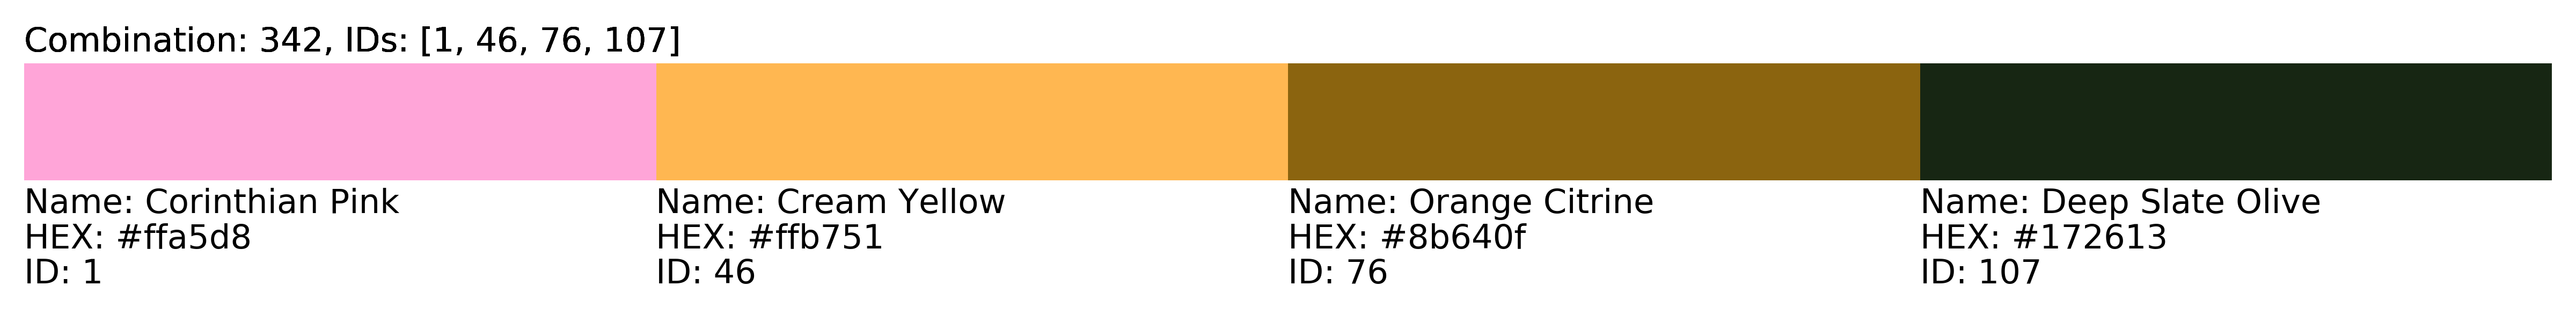 Combination: 342, IDs: [1, 46, 76, 107]
Name: Corinthian Pink
HEX: #ffa5d8
ID: 1
Name: Cream Yellow
HEX: #ffb751
ID: 46
Name: Orange Citrine
HEX: #8b640f
ID: 76
Name: Deep Slate Olive
HEX: #172613
ID: 107